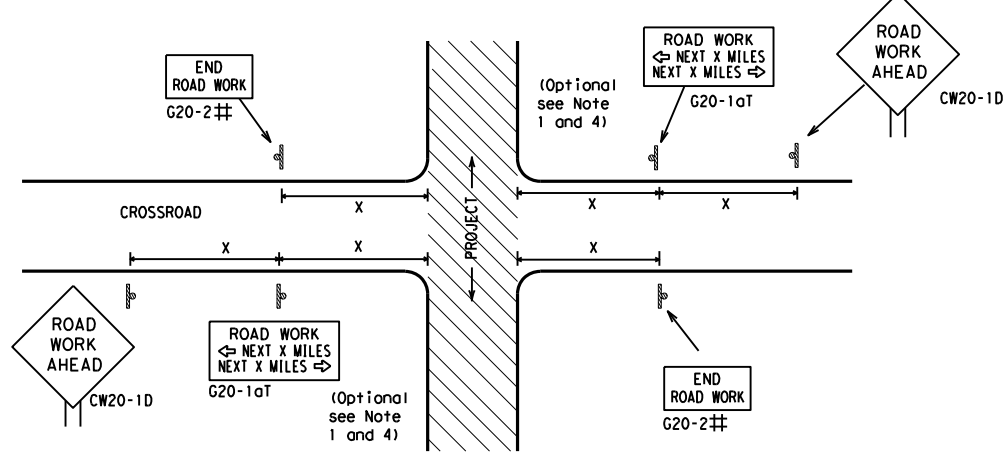 END
ROAD WORK
G20-2#
ROAD WORK
⇦ NEXT X MILES
NEXT X MILES ⇨
G20-1aT
(Optional
see Note
1 and 4)
ROAD
WORK
AHEAD
CW20-1D
X
X
X
CROSSROAD
PROJECT
X
X
X
ROAD
WORK
AHEAD
CW20-1D
ROAD WORK
⇦ NEXT X MILES
NEXT X MILES ⇨
G20-1aT
(Optional
see Note
1 and 4)
END
ROAD WORK
G20-2#